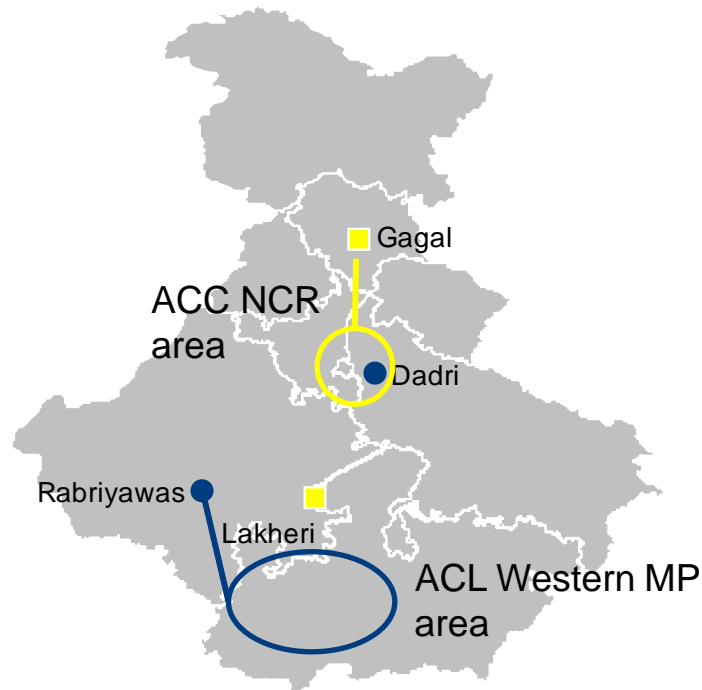 Gagal
ACC NCR
area
Dadri
Rabriyawas
Lakheri
ACL Western MP
area